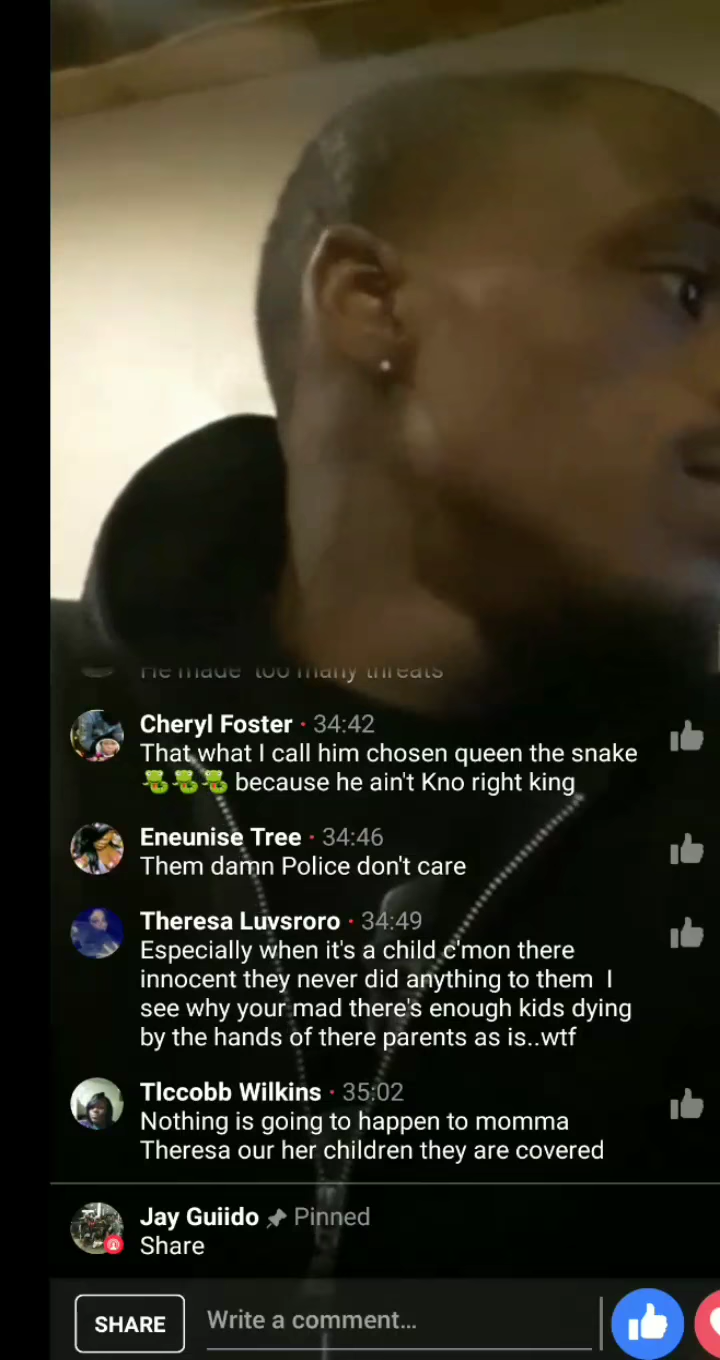 He made too many threats
Cheryl Foster • 34:42
That what I call him chosen queen the snake
🐍🐍🐍 because he ain't Kno right king
Eneunise Tree • 34:46
Them damn Police don't care
Theresa Luvsroro • 34:49
Especially when it's a child c'mon there
innocent they never did anything to them I
see why your mad there's enough kids dying
by the hands of there parents as is..wtf
Tlccobb Wilkins • 35:02
Nothing is going to happen to momma
Theresa our her children they are covered
Jay Guiido Pinned
Share
SHARE
Write a comment...